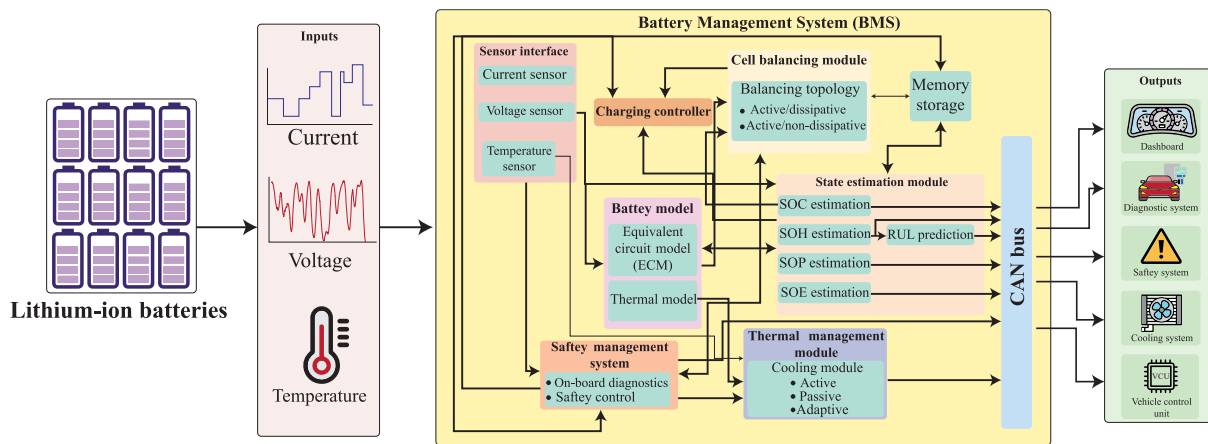 Lithium-ion batteries
Inputs
Current
Voltage
Temperature
Battery Management System (BMS)
Sensor interface
Current sensor
Voltage sensor
Temperature
sensor
Charging controller
Cell balancing module
Balancing topology
• Active/dissipative
• Active/non-dissipative
Memory
storage
State estimation module
SOC estimation
SOH estimation
RUL prediction
SOP estimation
SOE estimation
Battey model
Equivalent
circuit model
(ECM)
Thermal model
Saftey management
system
• On-board diagnostics
• Saftey control
Thermal management
module
Cooling module
• Active
• Passive
• Adaptive
CAN bus
Outputs
Dashboard
Diagnostic system
Saftey system
Cooling system
VCU
Vehicle control
unit